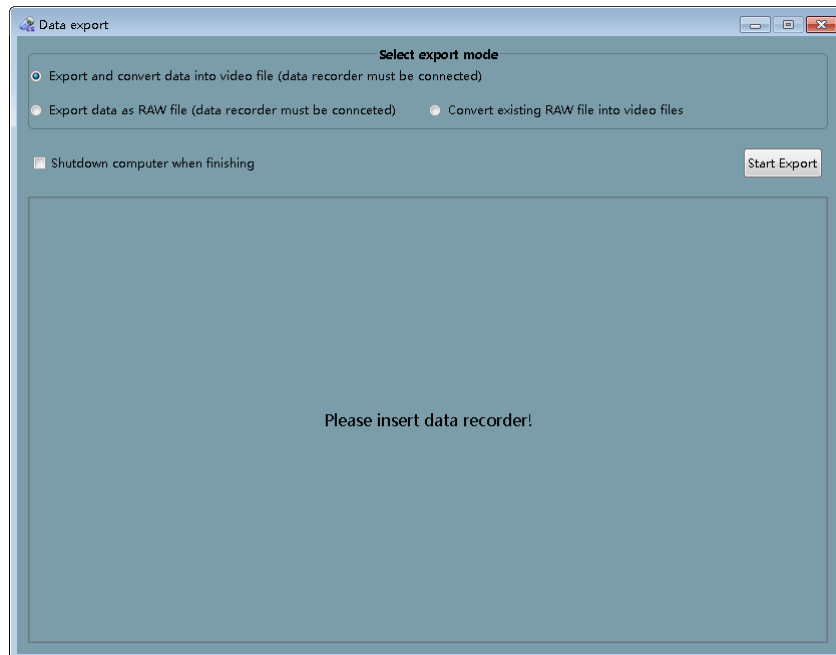 Data export
Select export mode
Export and convert data into video file (data recorder must be connected)
Export data as RAW file (data recorder must be connceted)
Convert existing RAW file into video files
Shutdown computer when finishing
Start Export
Please insert data recorder!